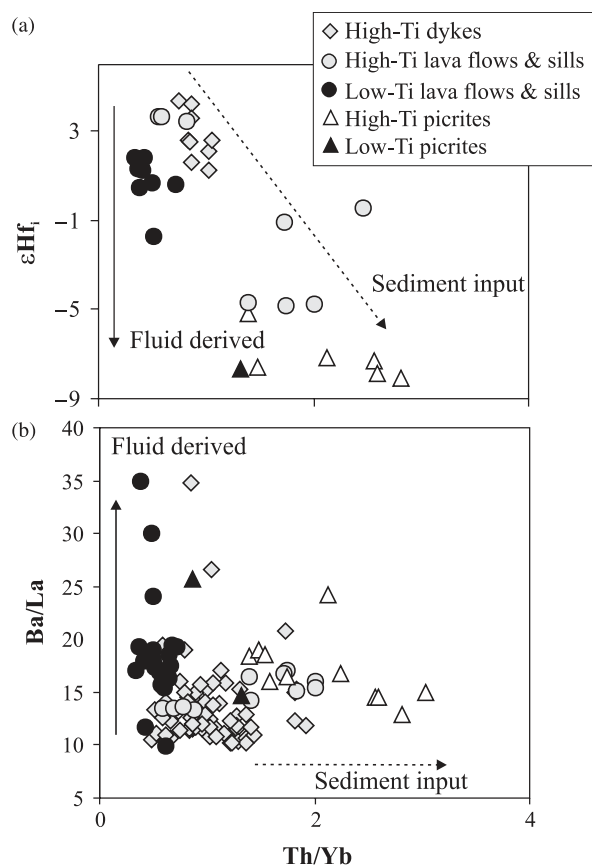 (a)
High-Ti dykes
High-Ti lava flows & sills
Low-Ti lava flows & sills
High-Ti picrites
Low-Ti picrites
3
-1
-5
-9
εHfi
Sediment input
Fluid derived
(b)
40
35
30
25
20
15
10
5
Ba/La
Fluid derived
Sediment input
0
2
4
Th/Yb